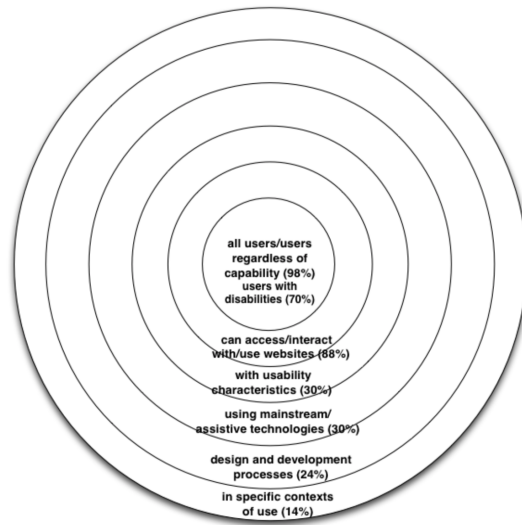 all users/users
regardless of
capability (98%)
users with
disabilities (70%)
can access/interact
with/use websites (88%)
with usability
characteristics (30%)
using mainstream/
assistive technologies (30%)
design and development
processes (24%)
in specific contexts
of use (14%)